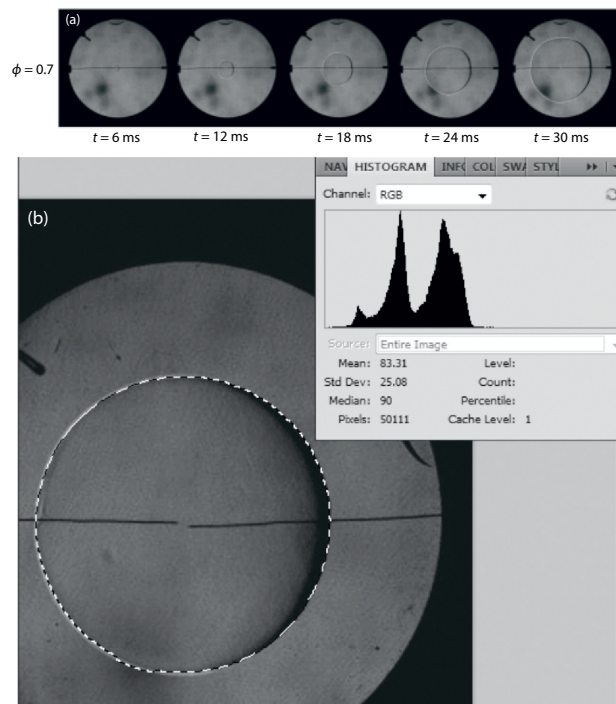 (a)
ϕ = 0.7
t = 6 ms t = 12 ms t = 18 ms t = 24 ms t = 30 ms
(b)
NAV HISTOGRAM INFO COL SWA STYL
Channel: RGB
Source: Entire Image
Mean: 83.31 Level:
Std Dev: 25.08 Count:
Median: 90 Percentile:
Pixels: 50111 Cache Level: 1